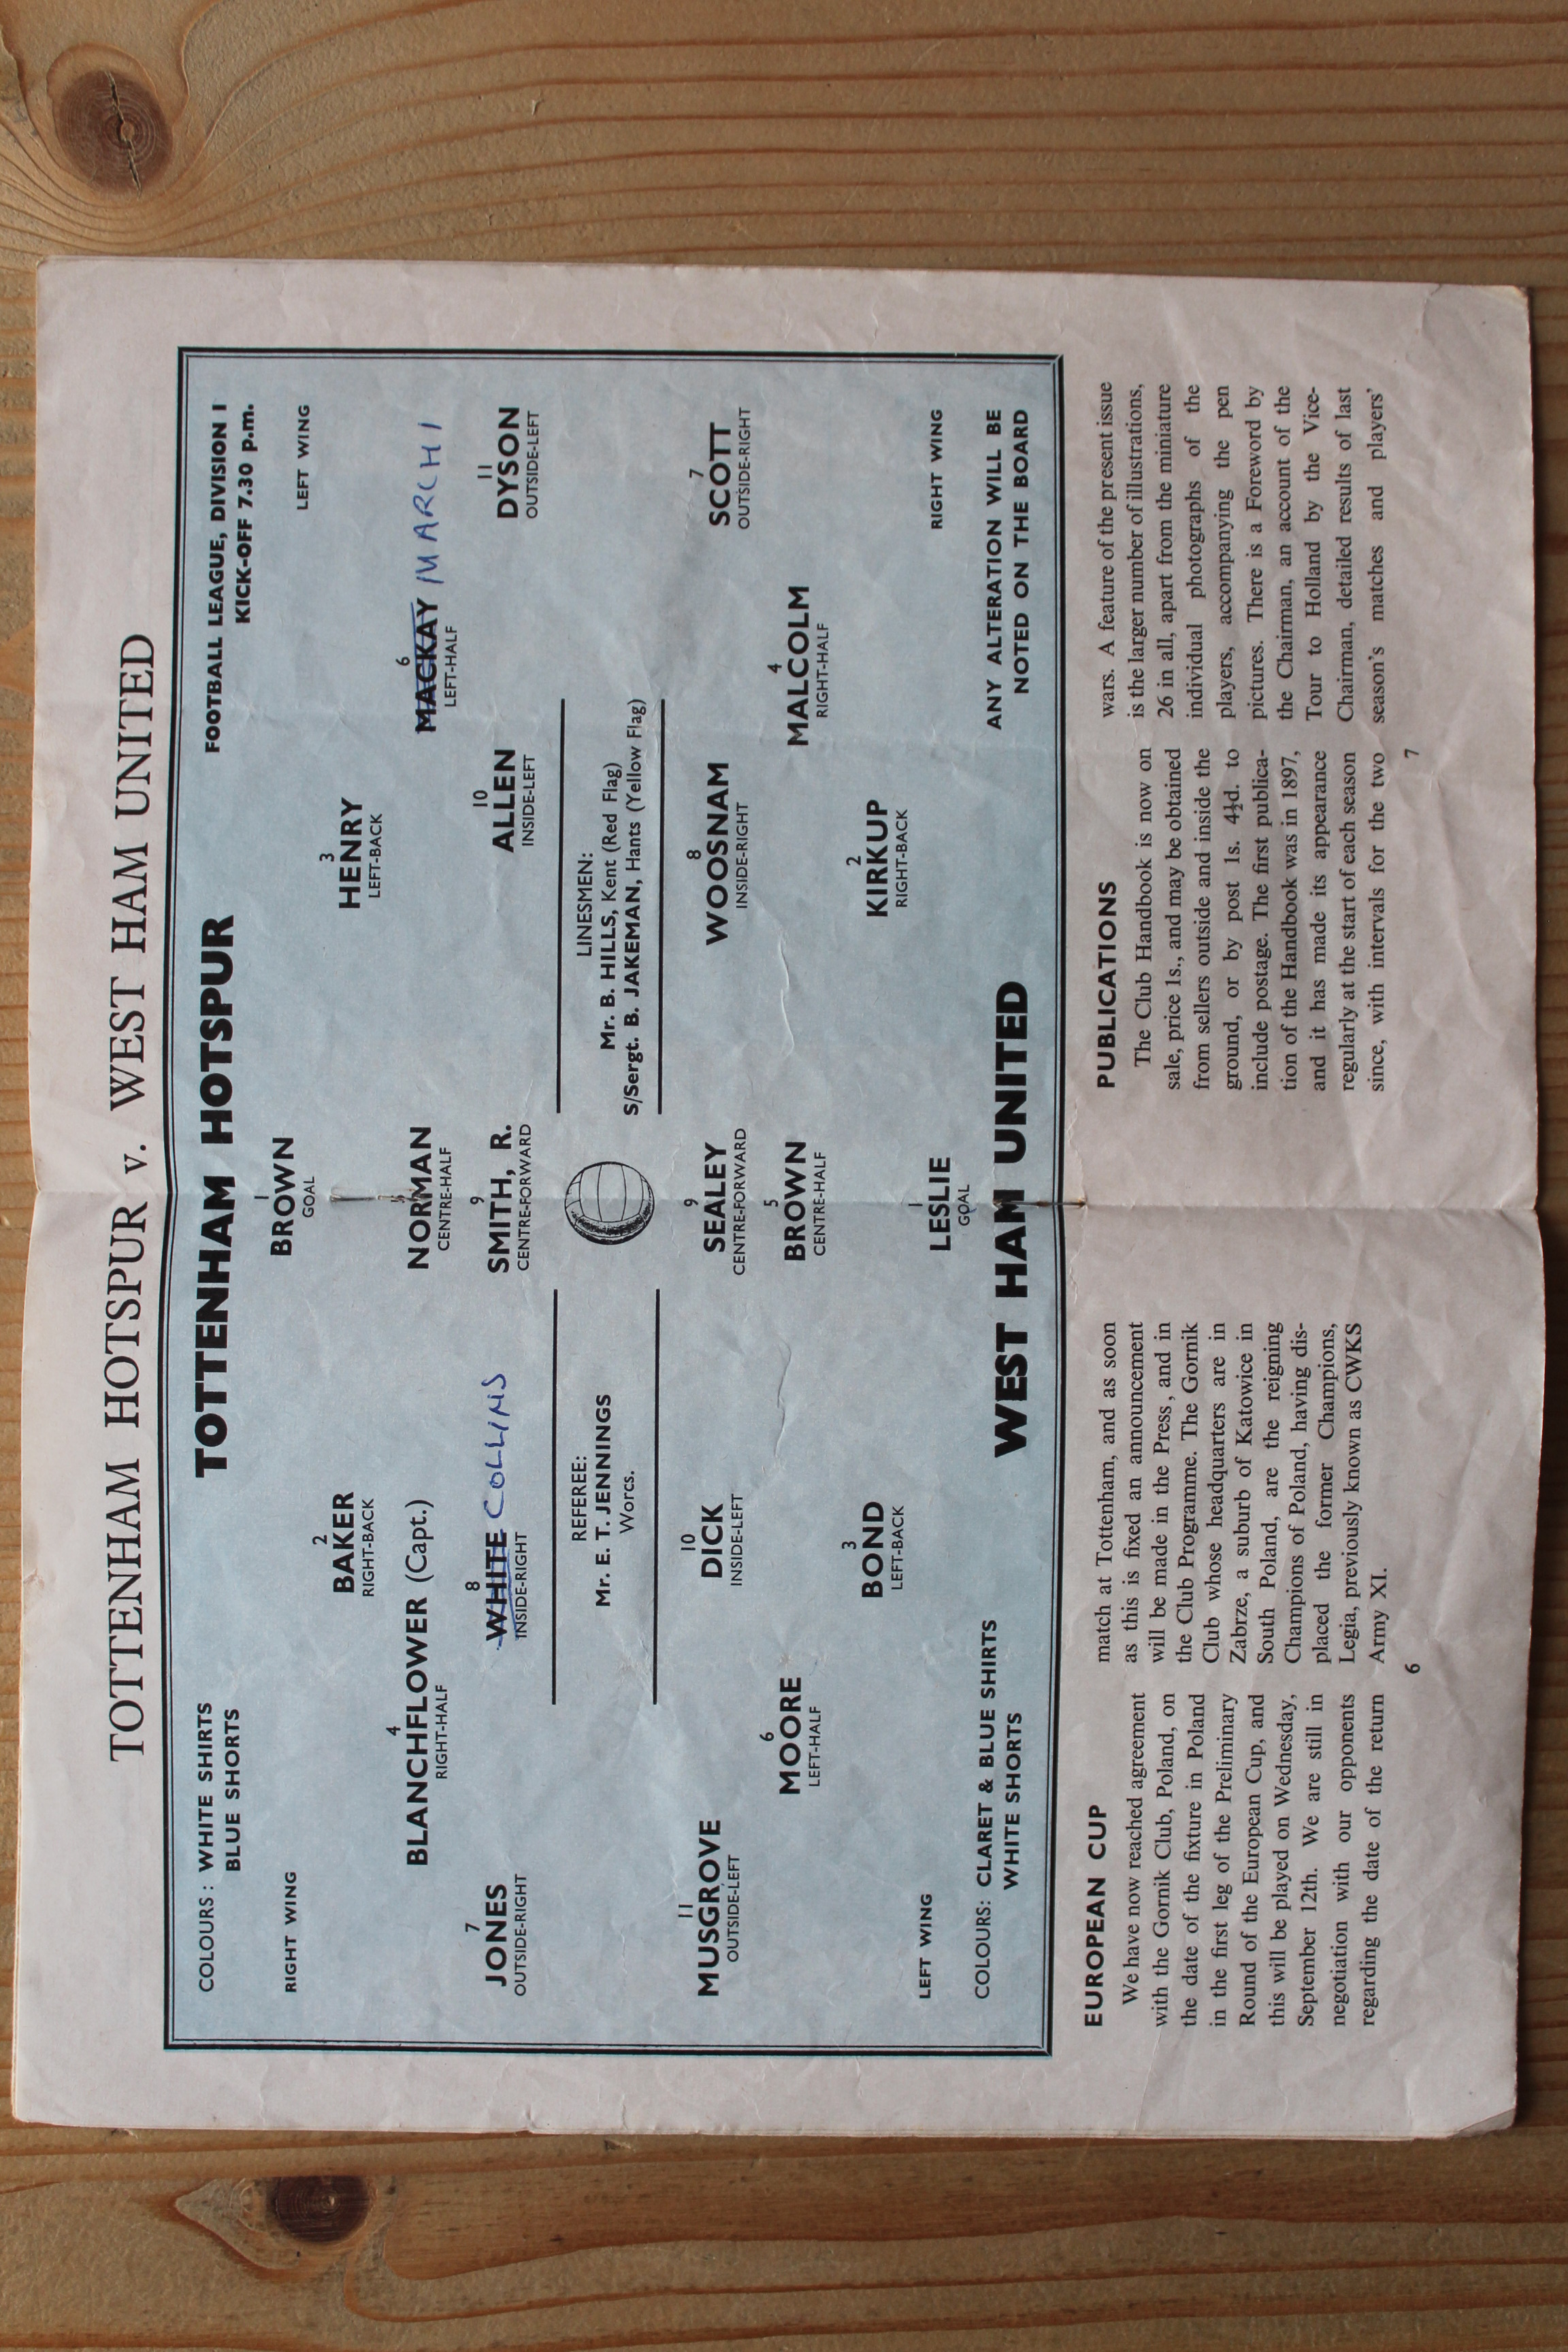 TOTTENHAM HOTSPUR v. WEST HAM UNITED
COLOURS : WHITE SHIRTS
BLUE SHORTS
TOTTENHAM HOTSPUR
FOOTBALL LEAGUE, DIVISION I
KICK-OFF 7.30 p.m.
RIGHT WING
LEFT WING
1
BROWN
GOAL
2
BAKER
RIGHT-BACK
3
HENRY
LEFT-BACK
4
BLANCHFLOWER (Capt.)
RIGHT-HALF
5
NORMAN
CENTRE-HALF
6
MACKAY MARCHI
LEFT-HALF
7
JONES
OUTSIDE-RIGHT
8
WHITE COLLINS
INSIDE-RIGHT
9
SMITH, R.
CENTRE-FORWARD
10
ALLEN
INSIDE-LEFT
11
DYSON
OUTSIDE-LEFT
REFEREE:
Mr. E. T. JENNINGS
Worcs.
LINESMEN:
Mr. B. HILLS, Kent (Red Flag)
S/Sergt. B. JAKEMAN, Hants (Yellow Flag)
11
MUSGROVE
OUTSIDE-LEFT
10
DICK
INSIDE-LEFT
9
SEALEY
CENTRE-FORWARD
8
WOOSNAM
INSIDE-RIGHT
7
SCOTT
OUTSIDE-RIGHT
6
MOORE
LEFT-HALF
5
BROWN
CENTRE-HALF
4
MALCOLM
RIGHT-HALF
3
BOND
LEFT-BACK
2
KIRKUP
RIGHT-BACK
1
LESLIE
GOAL
LEFT WING
RIGHT WING
COLOURS: CLARET & BLUE SHIRTS
WHITE SHORTS
WEST HAM UNITED
ANY ALTERATION WILL BE
NOTED ON THE BOARD
EUROPEAN CUP
We have now reached agreement
with the Gornik Club, Poland, on
the date of the fixture in Poland
in the first leg of the Preliminary
Round of the European Cup, and
this will be played on Wednesday,
September 12th. We are still in
negotiation with our opponents
regarding the date of the return
match at Tottenham, and as soon
as this is fixed an announcement
will be made in the Press, and in
the Club Programme. The Gornik
Club whose headquarters are in
Zabrze, a suburb of Katowice in
South Poland, are the reigning
Champions of Poland, having dis-
placed the former Champions,
Legia, previously known as CWKS
Army XI.
6
PUBLICATIONS
The Club Handbook is now on
sale, price 1s., and may be obtained
from sellers outside and inside the
ground, or by post 1s. 4½d. to
include postage. The first publica-
tion of the Handbook was in 1897,
and it has made its appearance
regularly at the start of each season
since, with intervals for the two
wars. A feature of the present issue
is the larger number of illustrations,
26 in all, apart from the miniature
individual photographs of the
players, accompanying the pen
pictures. There is a Foreword by
the Chairman, an account of the
Tour to Holland by the Vice-
Chairman, detailed results of last
season's matches and players'
7